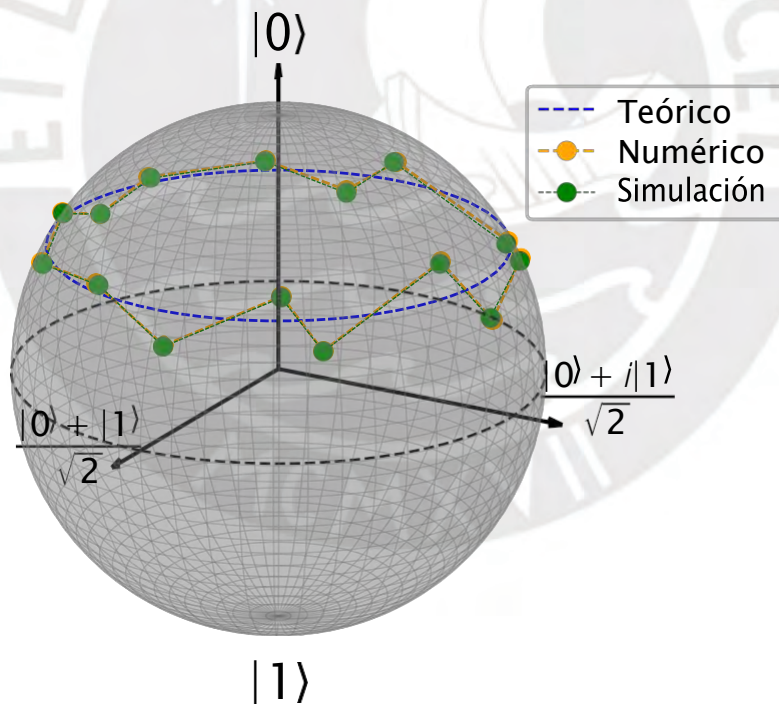 |0⟩
Teórico
Numérico
Simulación
|0⟩ + i|1⟩
√2
|0⟩ + |1⟩
√2
|1⟩